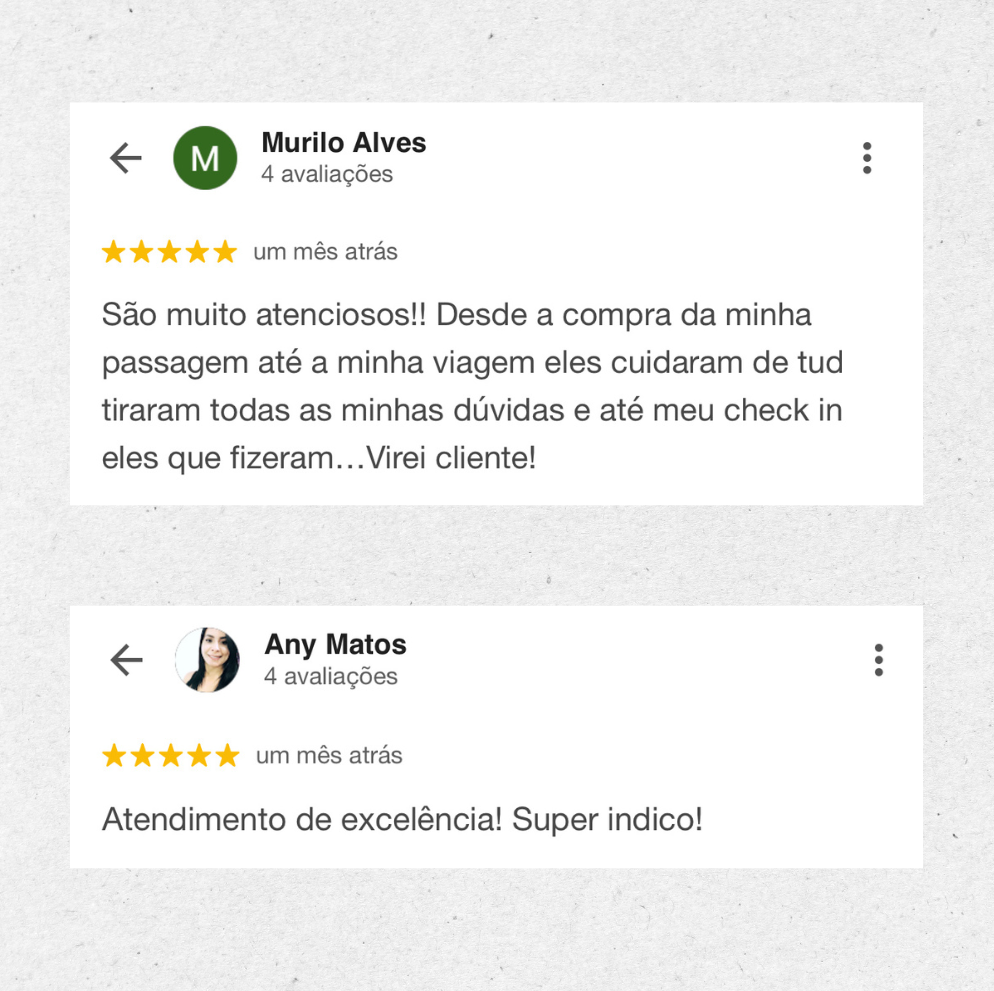 M
Murilo Alves
4 avaliações
um mês atrás
São muito atenciosos!! Desde a compra da minha
passagem até a minha viagem eles cuidaram de tud
tiraram todas as minhas dúvidas e até meu check in
eles que fizeram...Virei cliente!
Any Matos
4 avaliações
um mês atrás
Atendimento de excelência! Super indico!